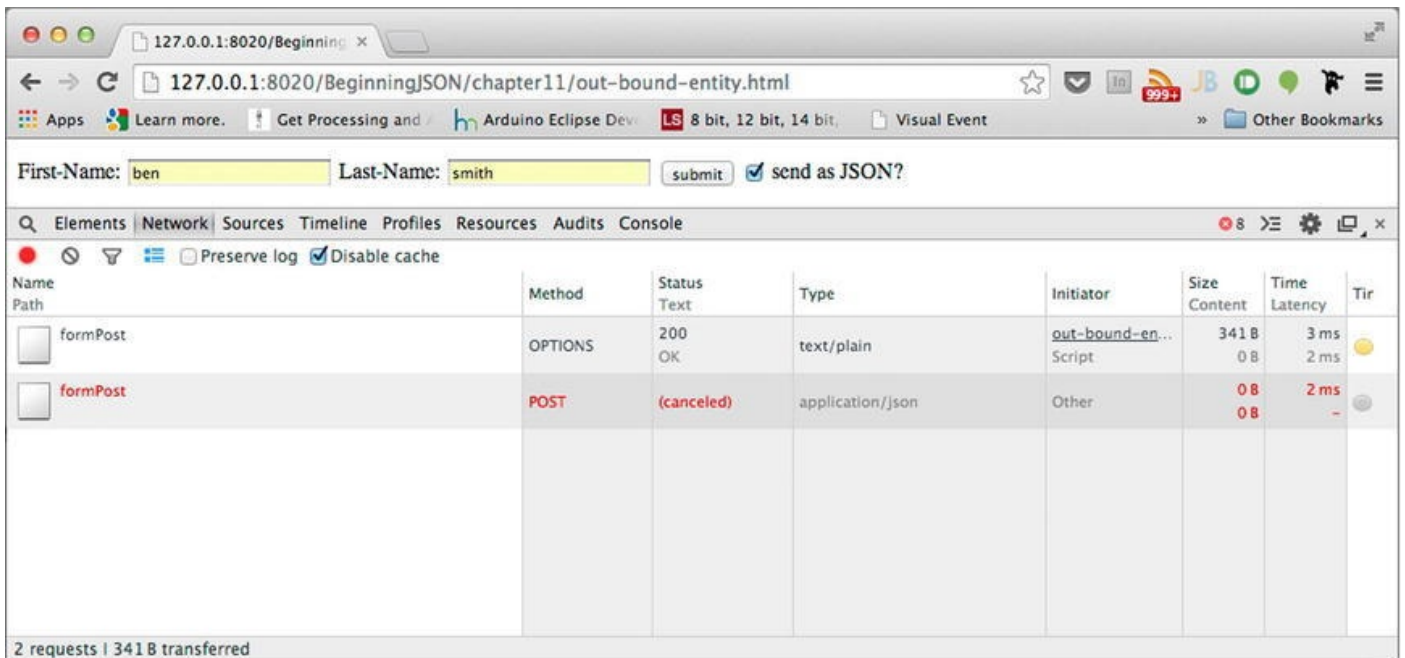 127.0.0.1:8020/Beginning
127.0.0.1:8020/BeginningJSON/chapter11/out-bound-entity.html
In 999+ JB
Apps Learn more. Get Processing and Arduino Eclipse Dev LS 8 bit, 12 bit, 14 bit, Visual Event » Other Bookmarks
First-Name: ben Last-Name: smith submit send as JSON?
Elements Network Sources Timeline Profiles Resources Audits Console 8
Preserve log Disable cache
Name Method Status Type Initiator Size Time Tir
Path Text Content Latency
formPost OPTIONS 200 text/plain out-bound-en... 341 B 3 ms
OK Script 0 B 2 ms
formPost POST (canceled) application/json Other 0 B 2 ms
0 B –
2 requests | 341 B transferred